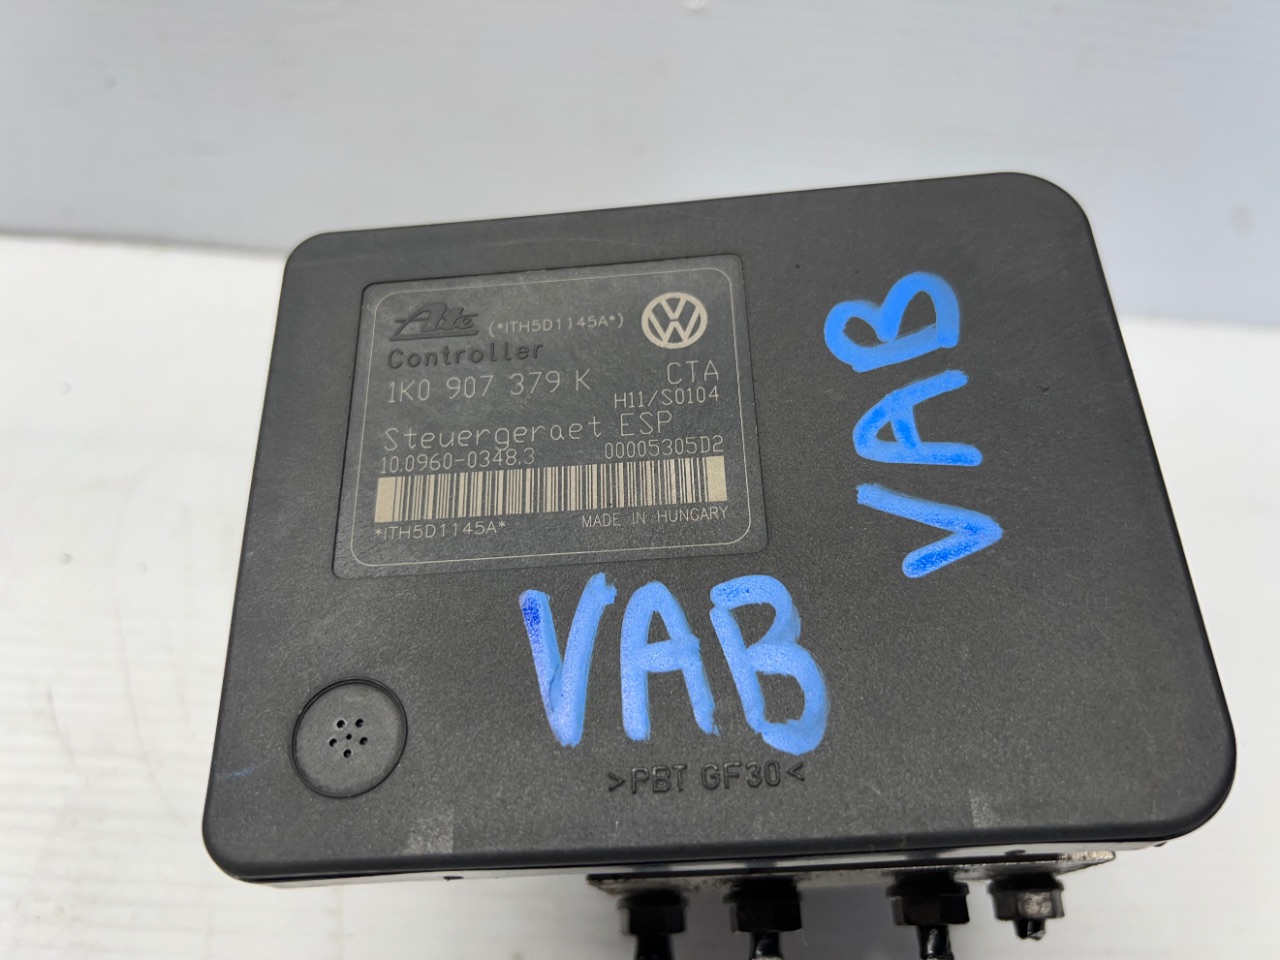 Ate (*ITH5D1145A*)
Controller
1K0 907 379 K CTA
H11/S0104
Steuergeraet ESP
10.0960-0348.3 00005305D2
*ITH5D1145A* MADE IN HUNGARY
VAB
VAB
>PBT GF30<